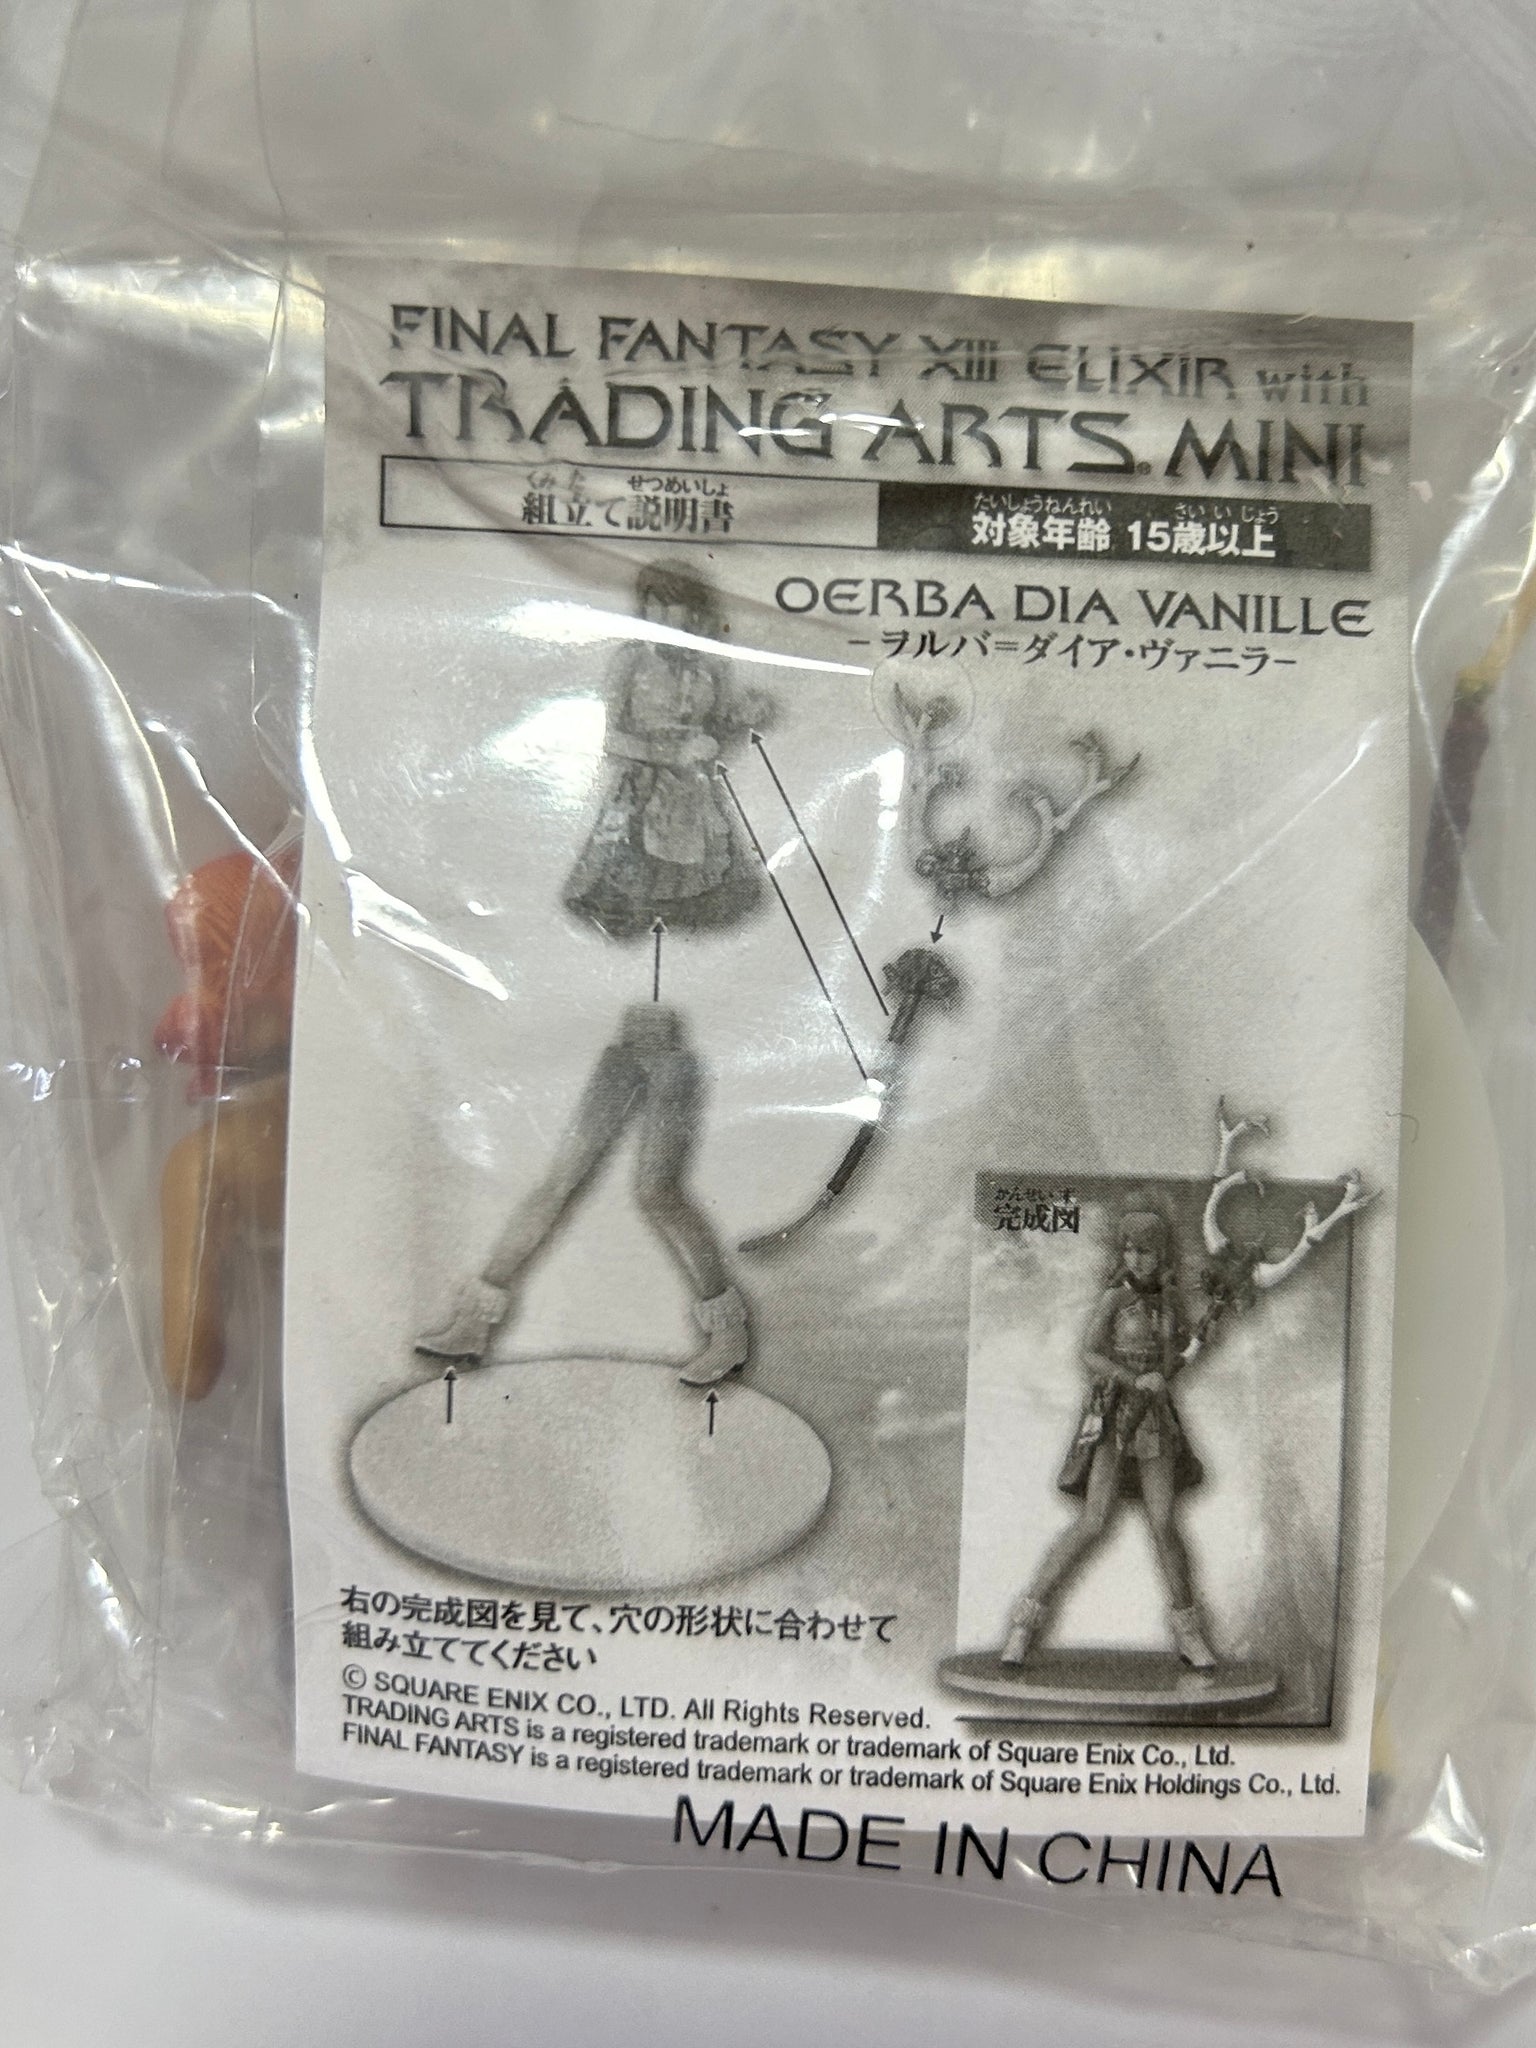 FINAL FANTASY XIII ELIXIR with
TRADING ARTS® MINI
くみた せつめいしょ
組立て説明書
たいしょうねんれい さいいじょう
対象年齢 15歳以上
OERBA DIA VANILLE
−ヲルバ=ダイア・ヴァニラ−
かんせいず
完成図
右の完成図を見て、穴の形状に合わせて
組み立ててください
© SQUARE ENIX CO., LTD. All Rights Reserved.
TRADING ARTS is a registered trademark or trademark of Square Enix Co., Ltd.
FINAL FANTASY is a registered trademark or trademark of Square Enix Holdings Co., Ltd.
MADE IN CHINA